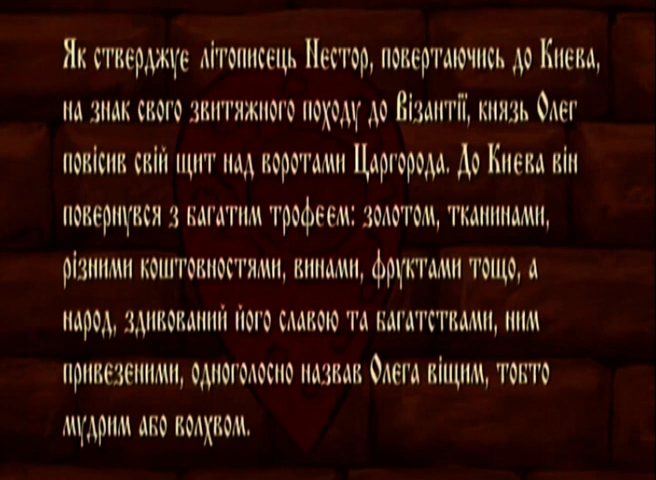 Як стверджує літописець Нестор, повертаючись до Києва,
на знак свого звитяжного походу до Візантії, князь Олег
повісив свій щит над воротами Царгорода. До Києва він
повернувся з багатим трофеєм: золотом, тканинами,
різними коштовностями, винами, фруктами тощо, а
народ, здивований його славою та багатствами, ним
привезеними, одноголосно назвав Олега віщим, тобто
мудрим або волхвом.